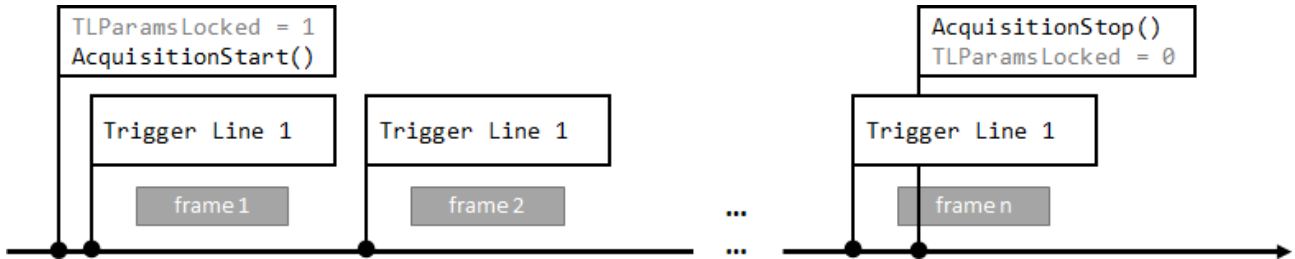 TLParamsLocked = 1
AcquisitionStart()
AcquisitionStop()
TLParamsLocked = 0
Trigger Line 1
Trigger Line 1
Trigger Line 1
frame 1
frame 2
...
frame n
...